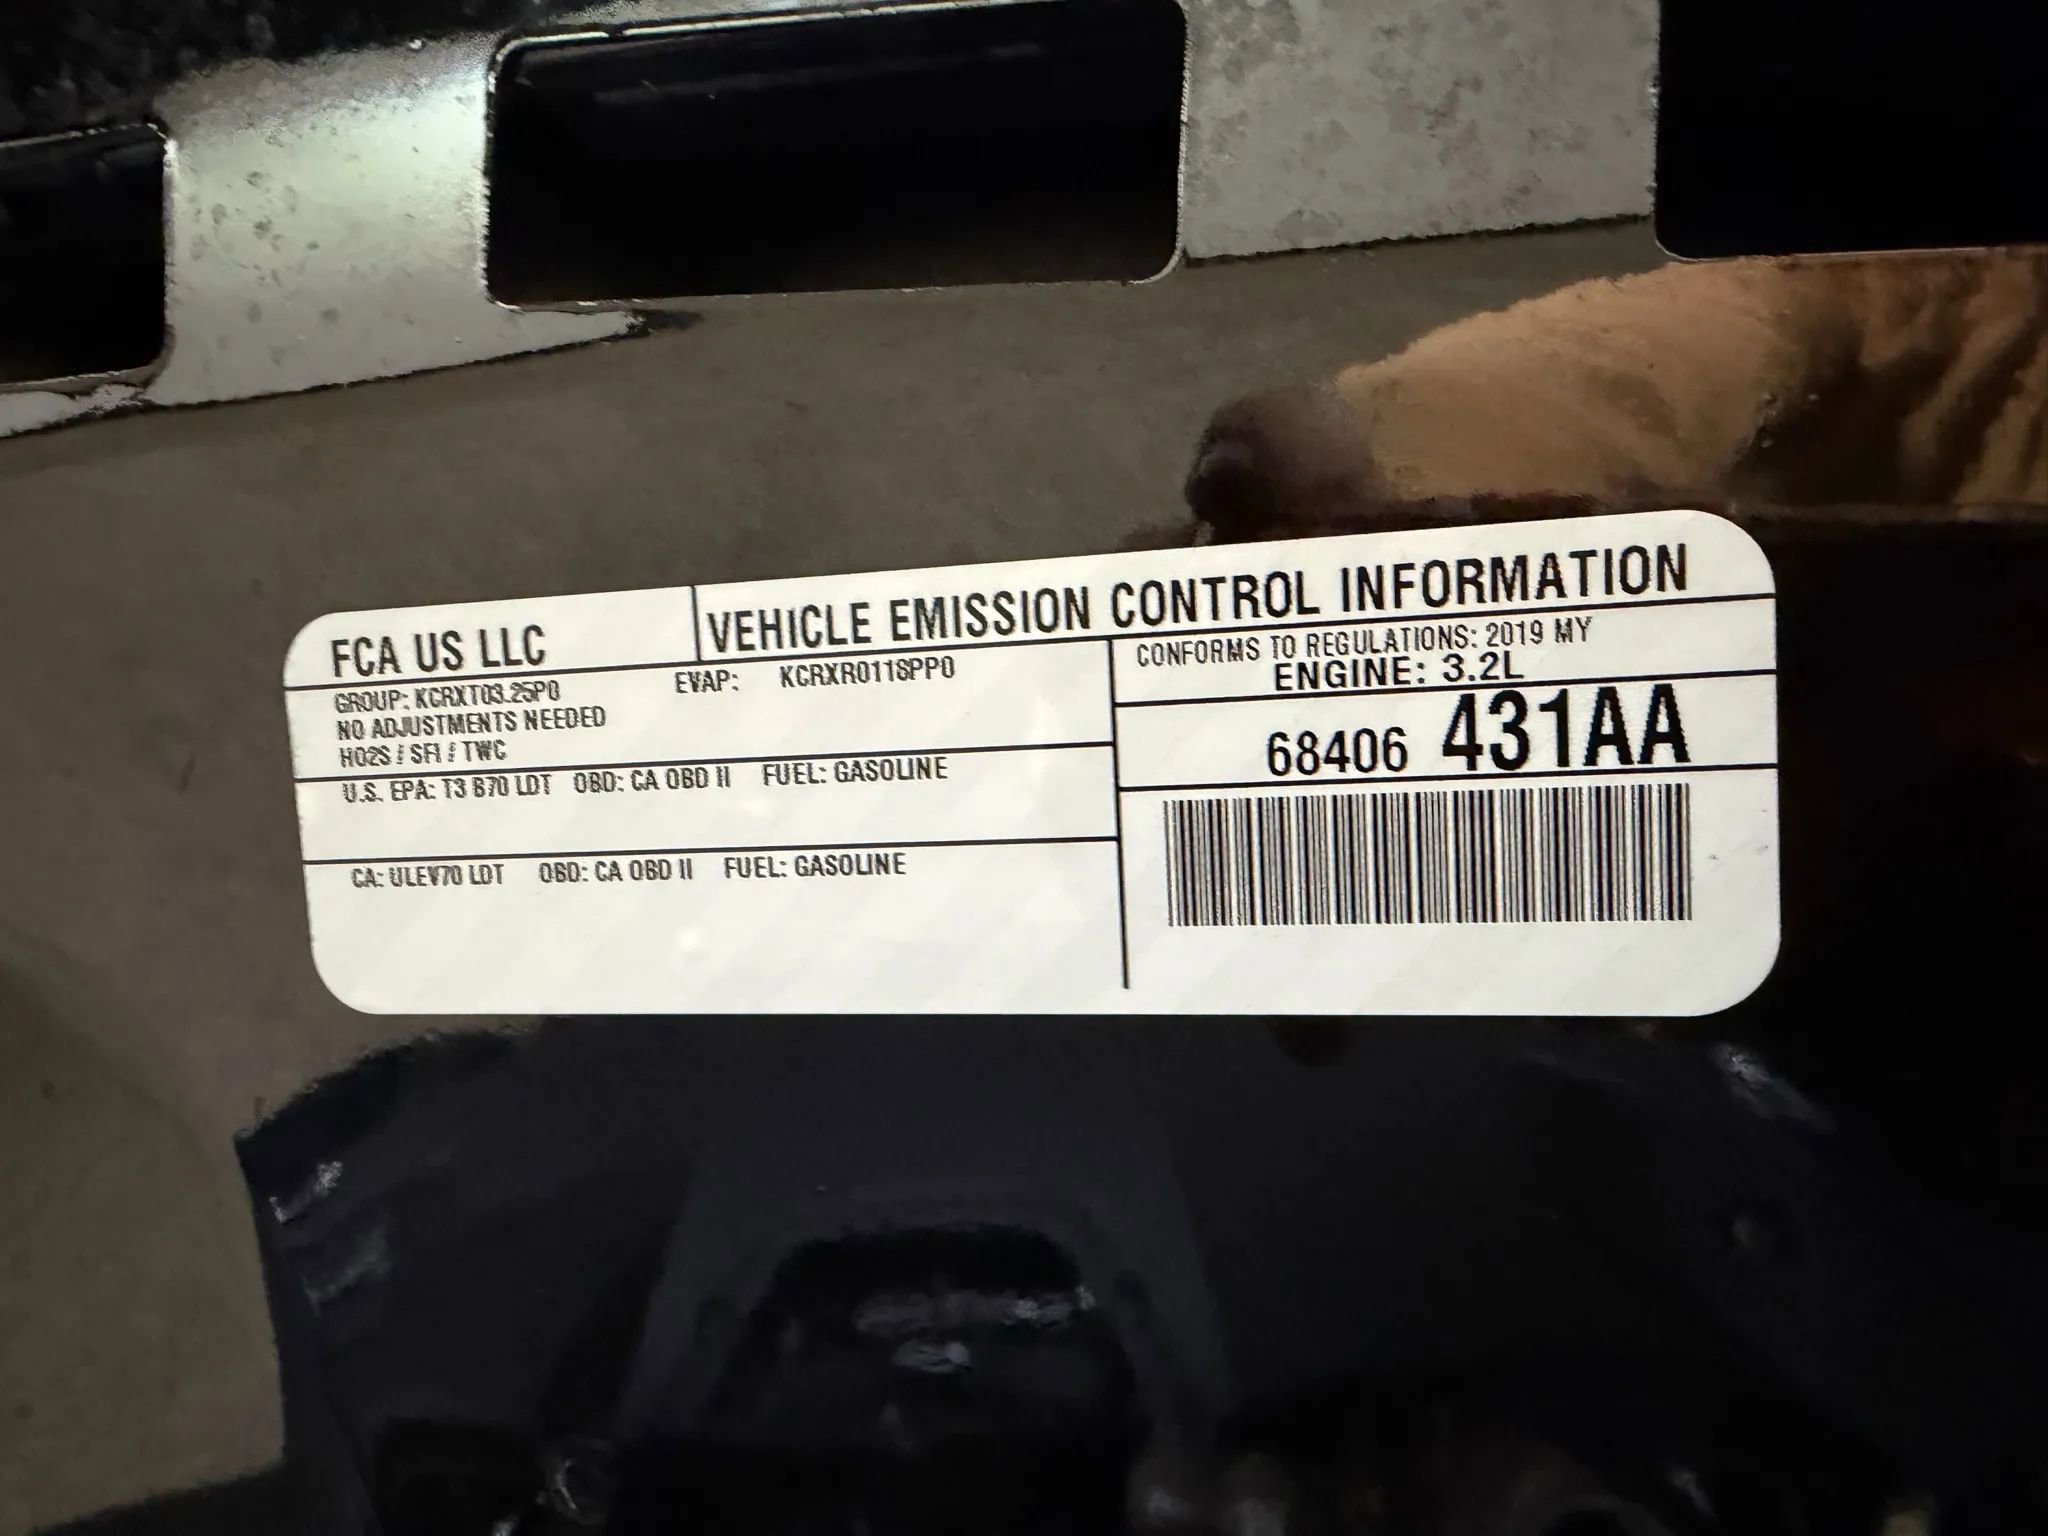 FCA US LLC
VEHICLE EMISSION CONTROL INFORMATION
GROUP: KCRXT03.25P0
EVAP: KCRXR0118PP0
NO ADJUSTMENTS NEEDED
HO2S / SFI / TWC
U.S. EPA: T3 B70 LDT OBD: CA OBD II FUEL: GASOLINE
CA: ULEV70 LDT OBD: CA OBD II FUEL: GASOLINE
CONFORMS TO REGULATIONS: 2019 MY
ENGINE: 3.2L
68406 431AA